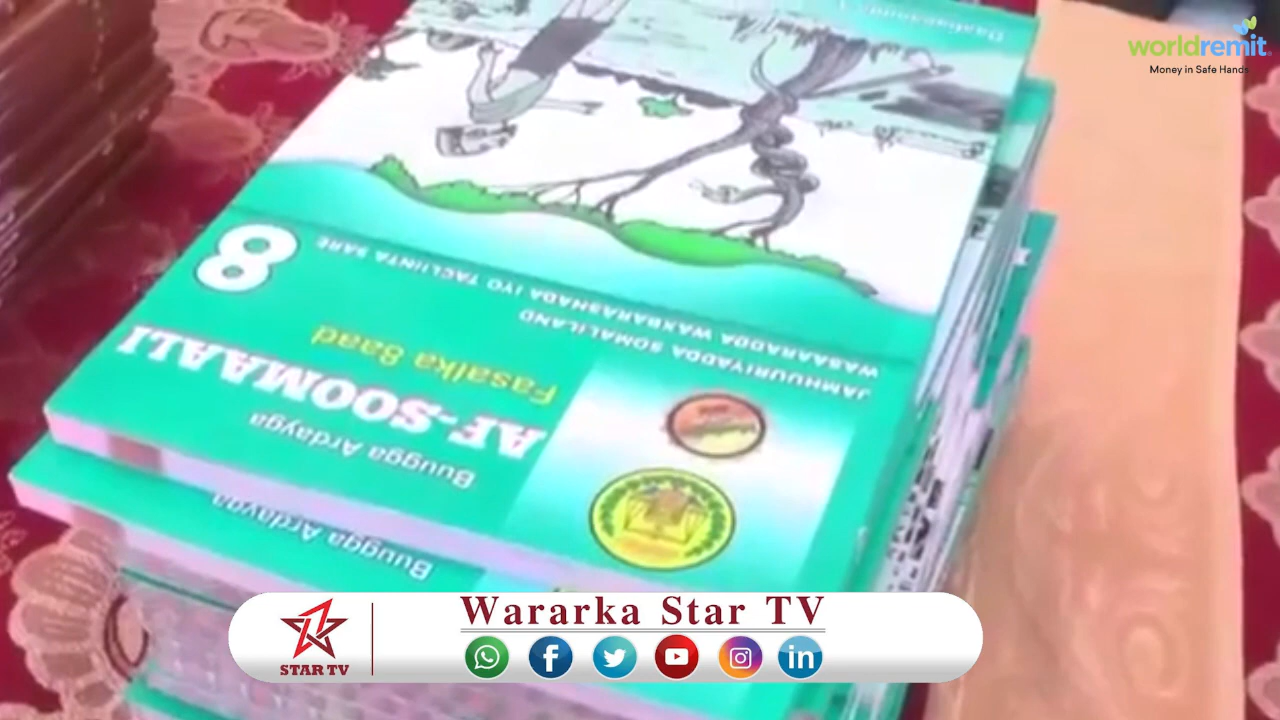 worldremit
Money in Safe Hands
JAMHUURIYADDA SOMALILAND
WASAARADDA WAXBARASHADA IYO TACLIINTA SARE
8
Buugga Ardayga
AF-SOOMAALI
Fasalka 8aad
Buugga Ardayga
Wararka Star TV
STAR TV